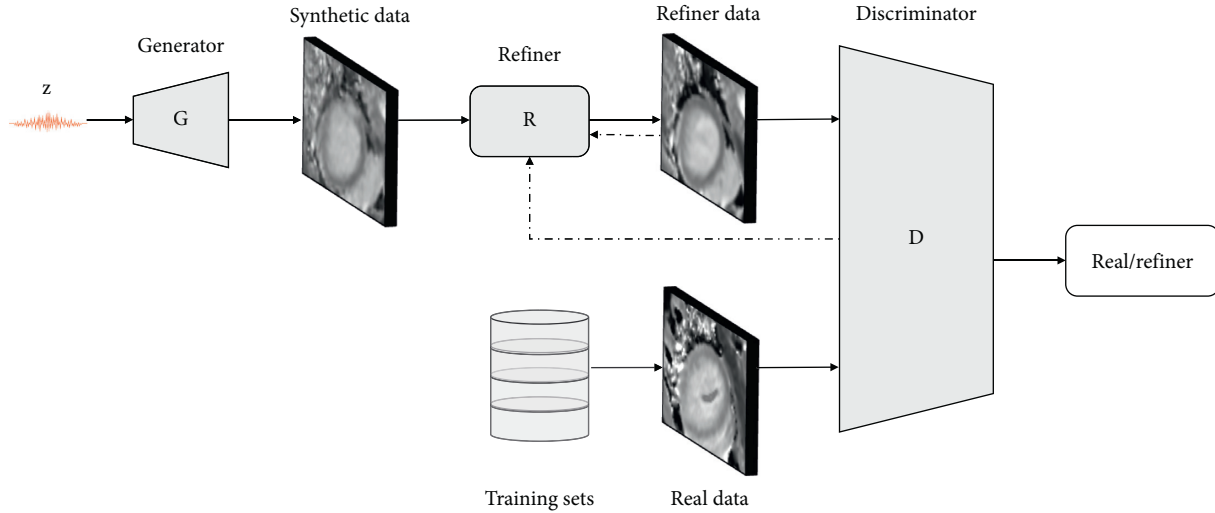 Synthetic data
Refiner data
Discriminator
Generator
Refiner
z
G
R
D
Real/refiner
Training sets
Real data